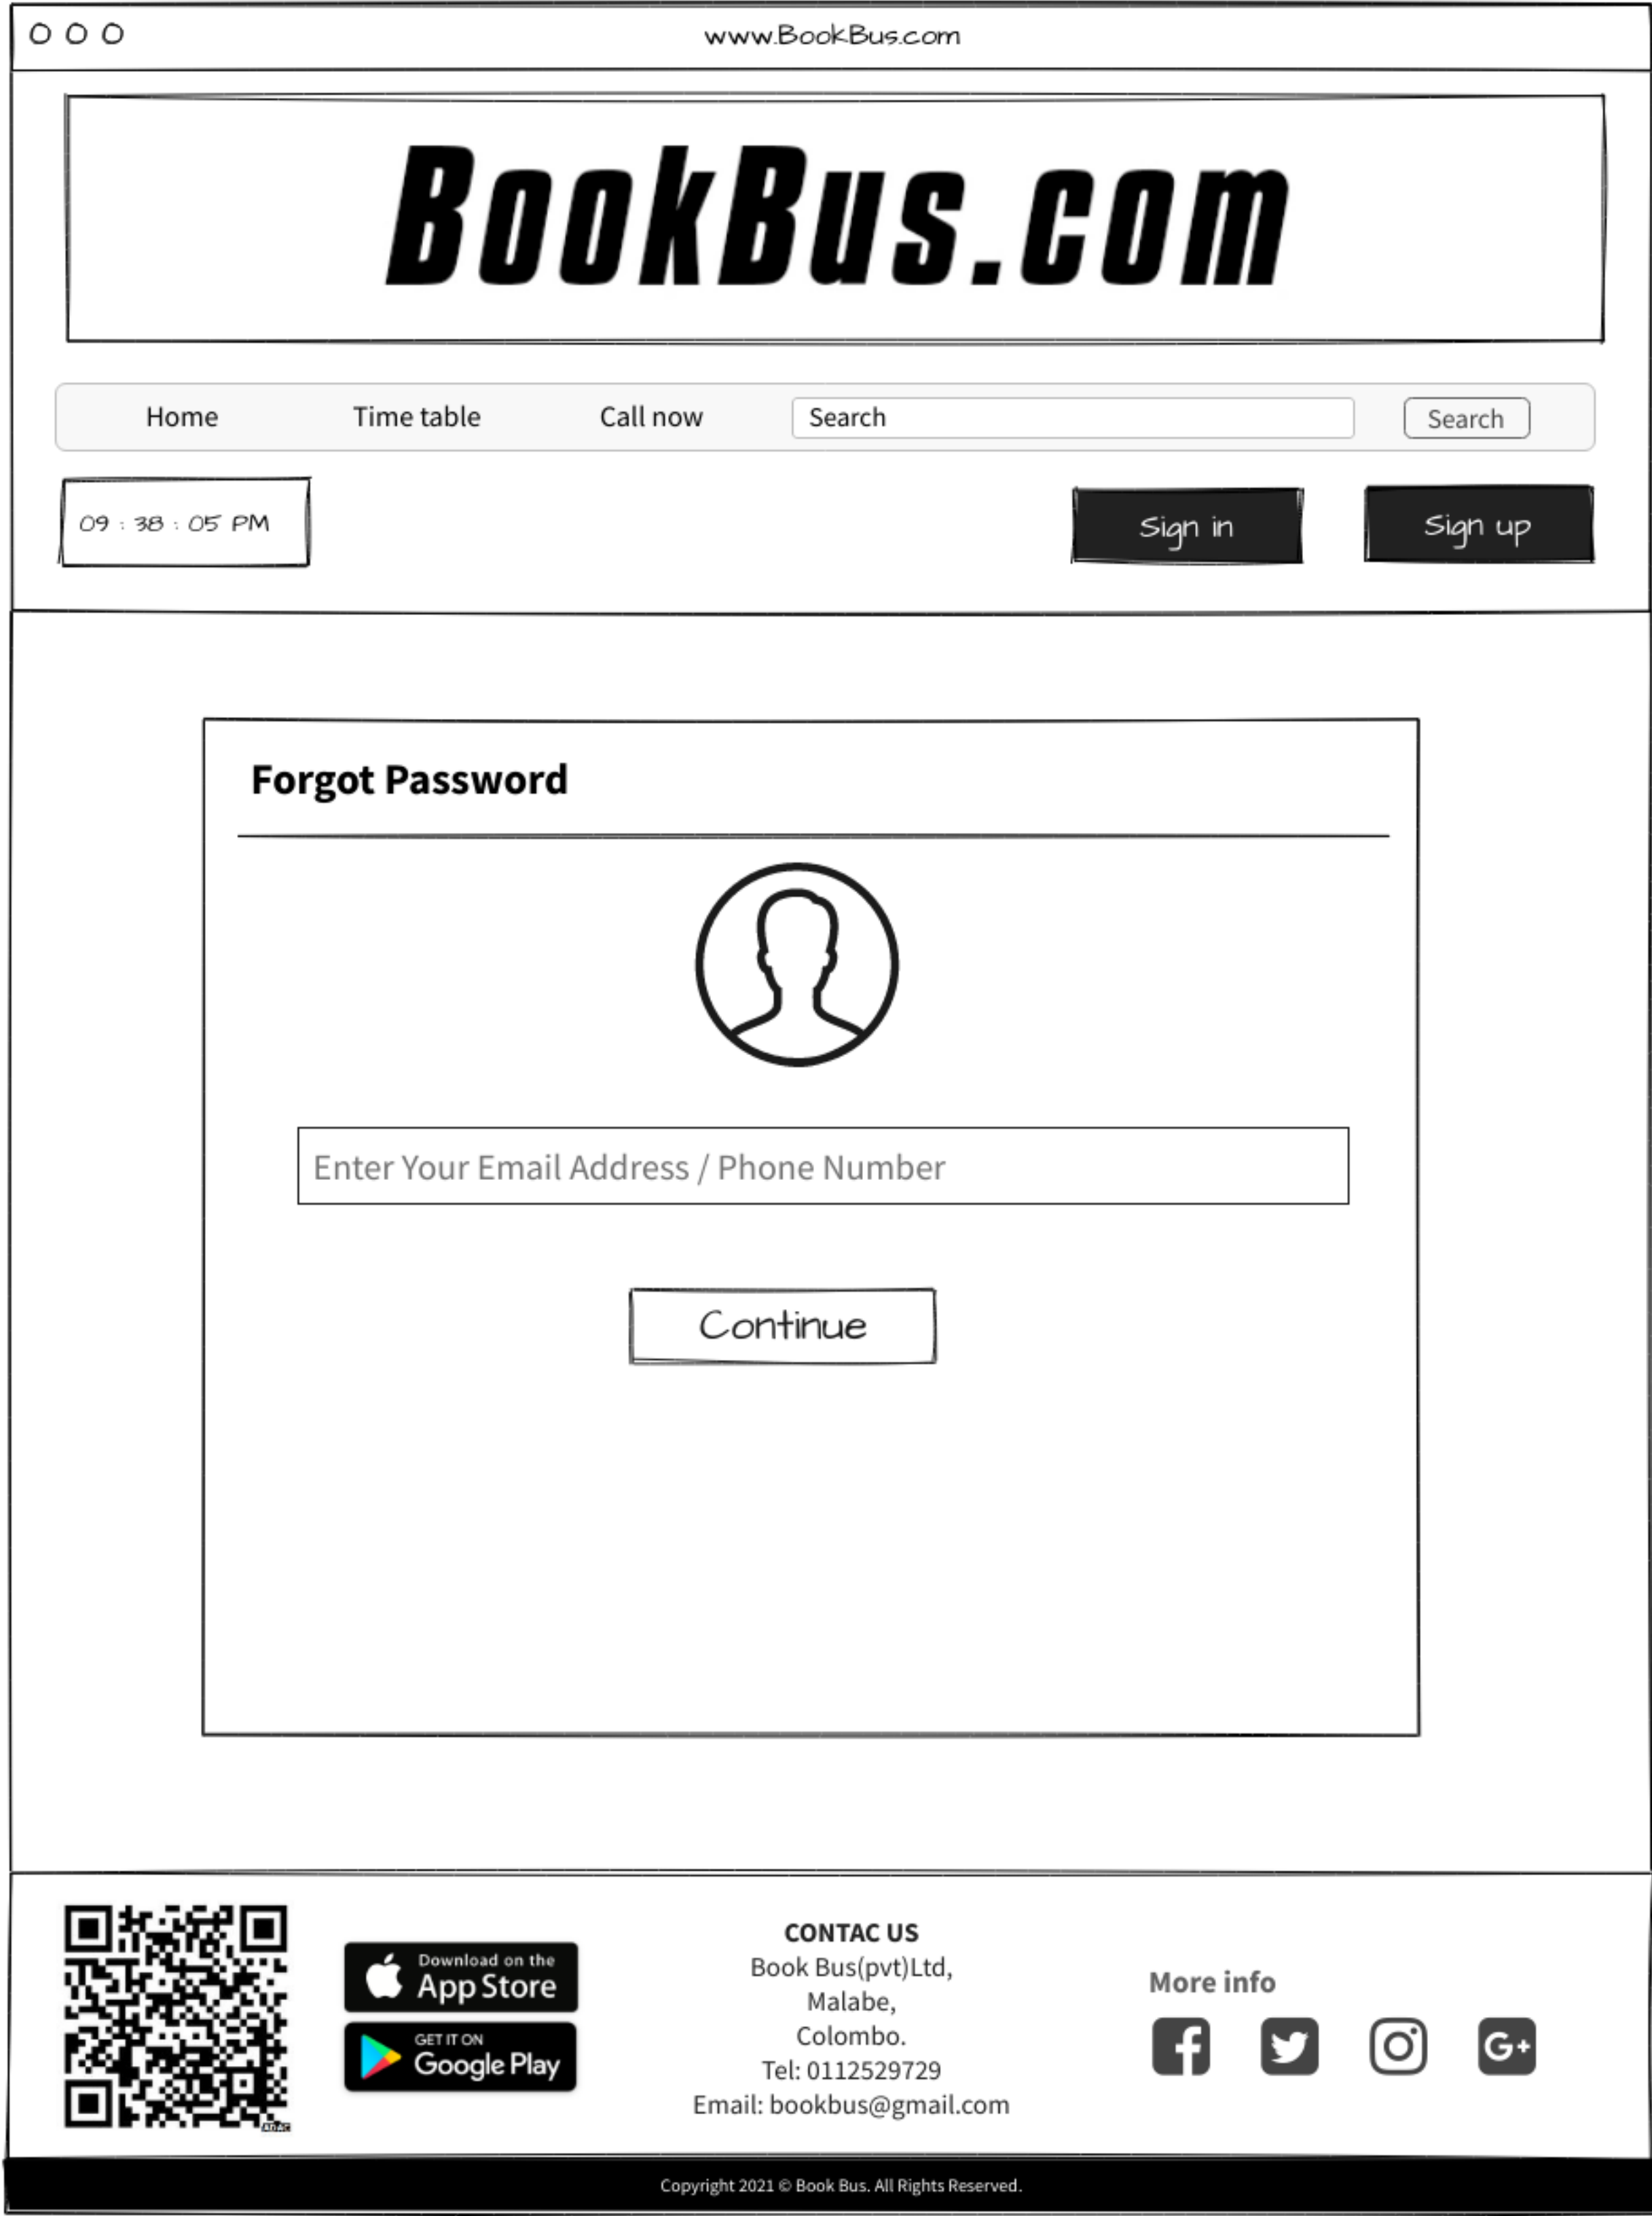 www.BookBus.com
BookBus.com
Home
Time table
Call now
Search
Search
09 : 38 : 05 PM
Sign in
Sign up
Forgot Password
Enter Your Email Address / Phone Number
Continue
Download on the
App Store
GET IT ON
Google Play
CONTAC US
Book Bus(pvt)Ltd,
Malabe,
Colombo.
Tel: 0112529729
Email: bookbus@gmail.com
More info
G+
Copyright 2021 © Book Bus. All Rights Reserved.